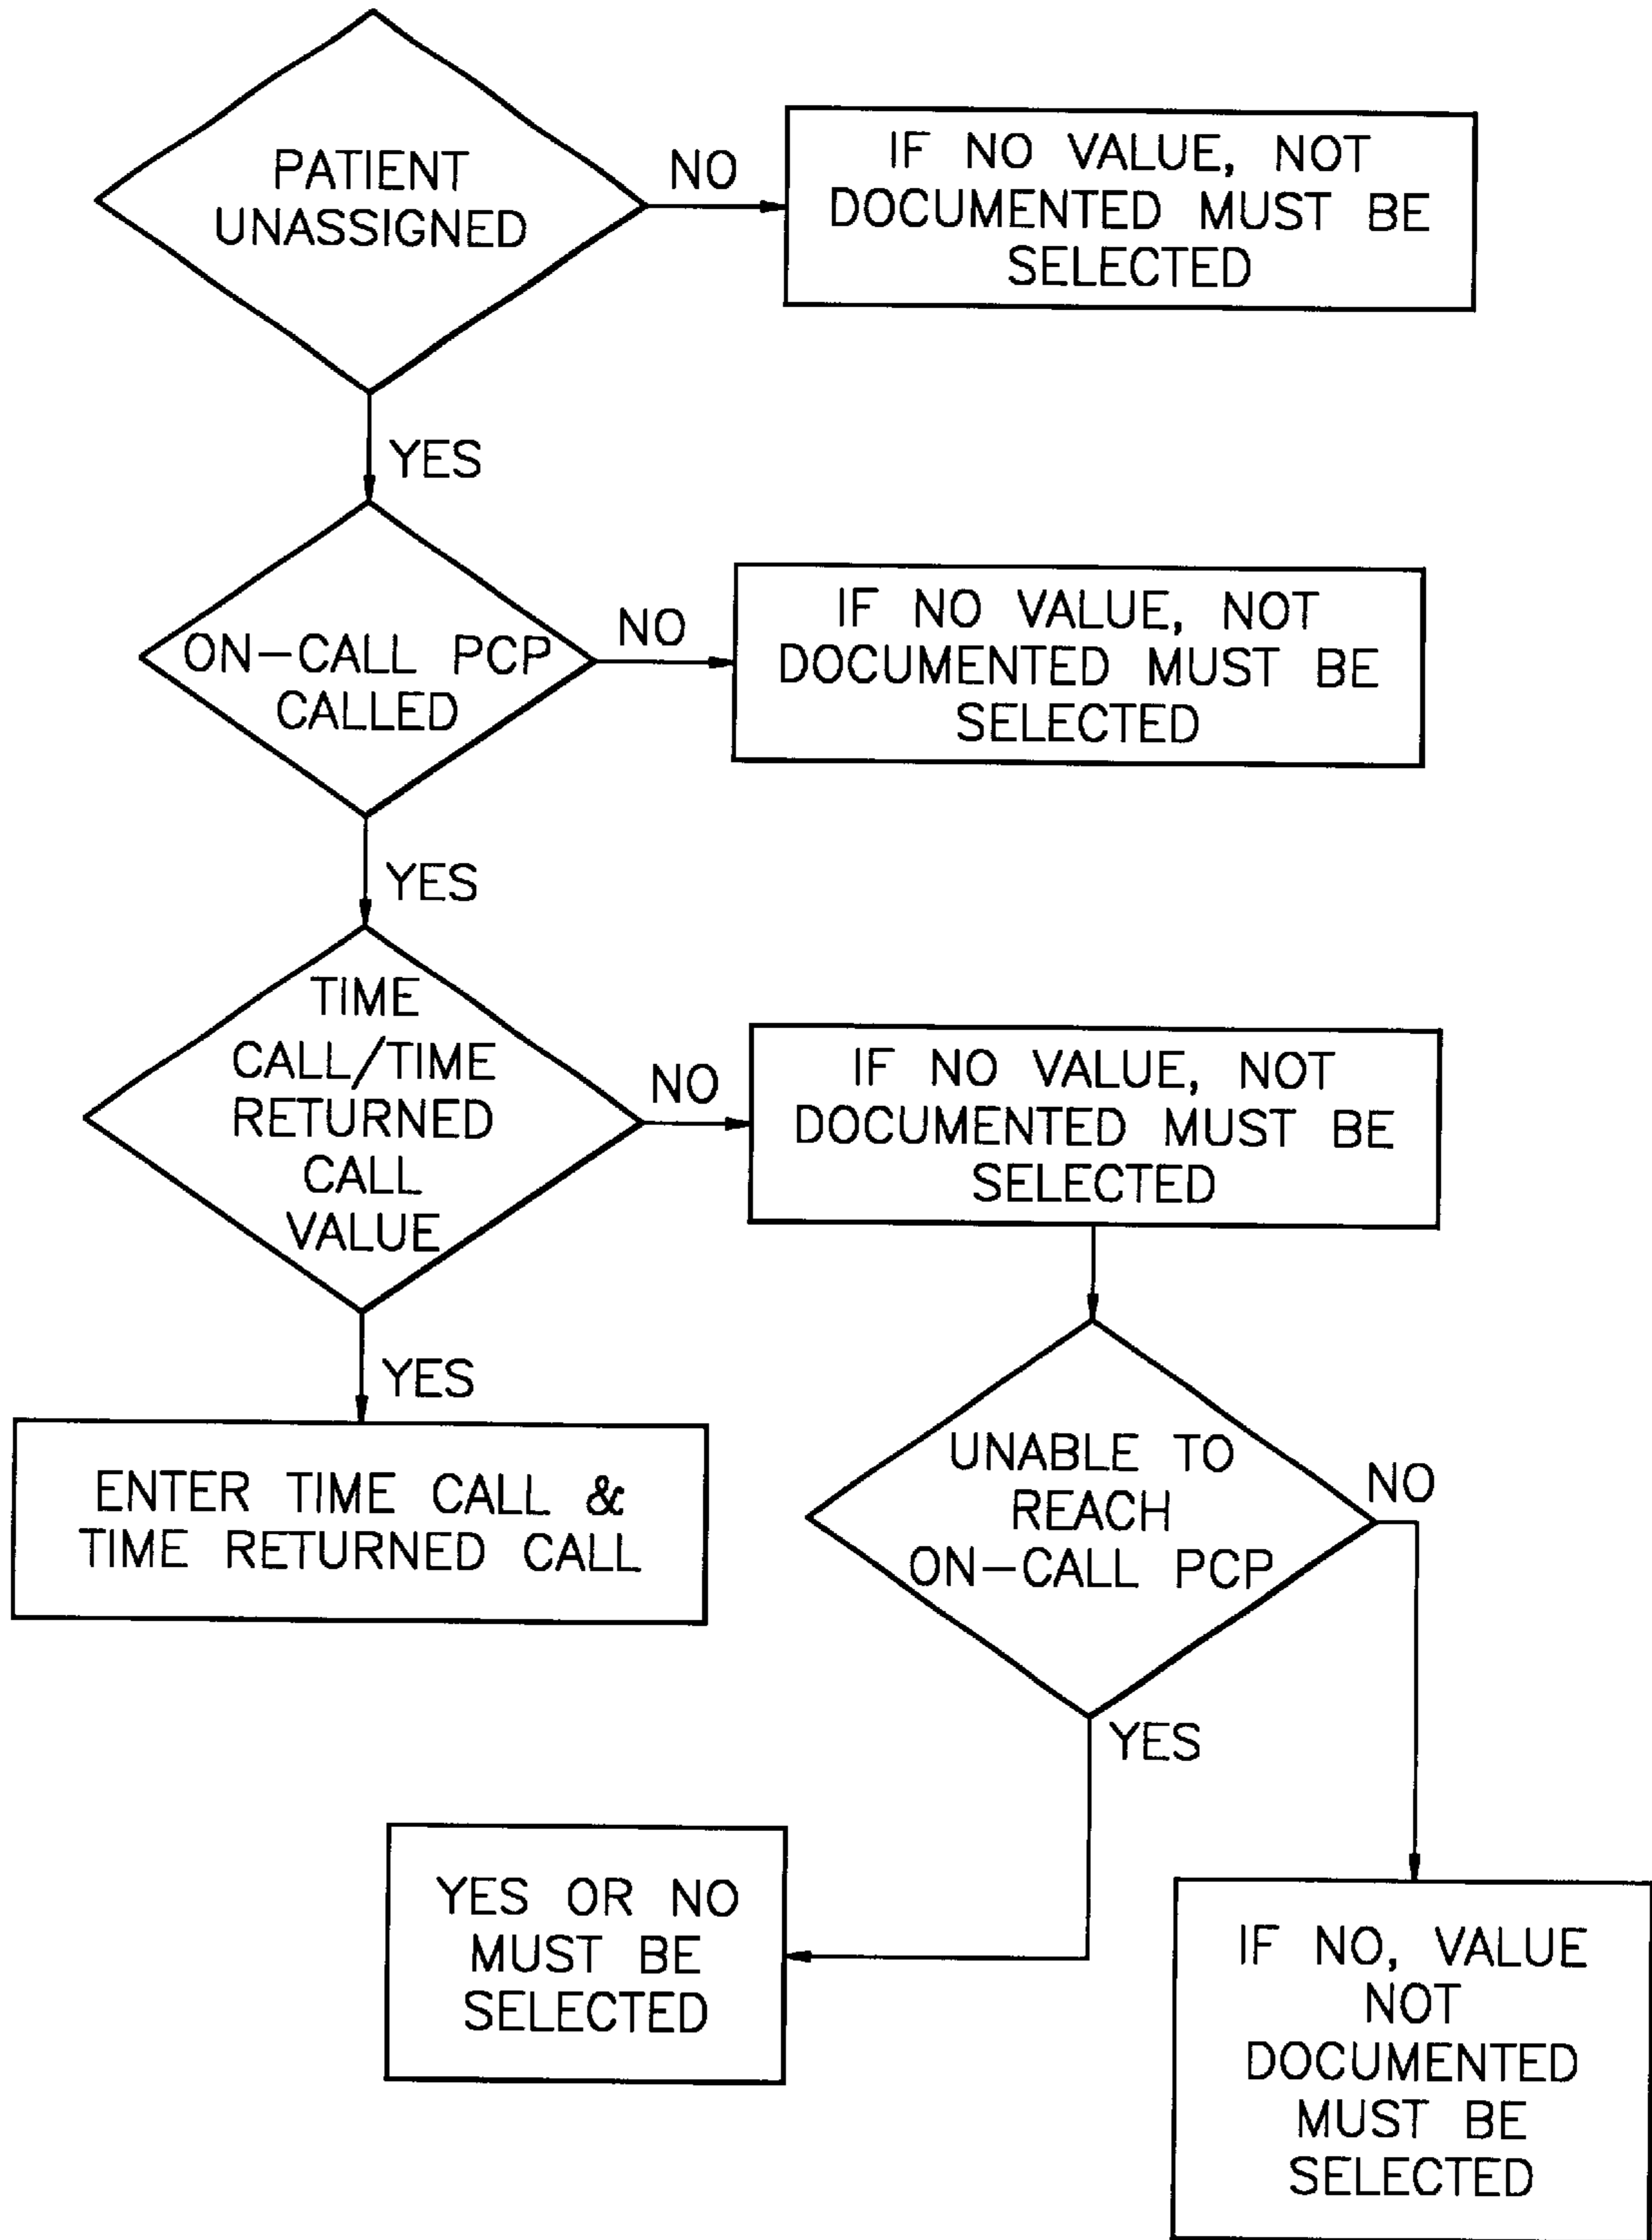 PATIENT
UNASSIGNED
NO
IF NO VALUE, NOT
DOCUMENTED MUST BE
SELECTED
YES
ON-CALL PCP
CALLED
NO
IF NO VALUE, NOT
DOCUMENTED MUST BE
SELECTED
YES
TIME
CALL/TIME
RETURNED
CALL
VALUE
NO
IF NO VALUE, NOT
DOCUMENTED MUST BE
SELECTED
YES
ENTER TIME CALL &
TIME RETURNED CALL
UNABLE TO
REACH
ON-CALL PCP
NO
YES
YES OR NO
MUST BE
SELECTED
IF NO, VALUE
NOT
DOCUMENTED
MUST BE
SELECTED